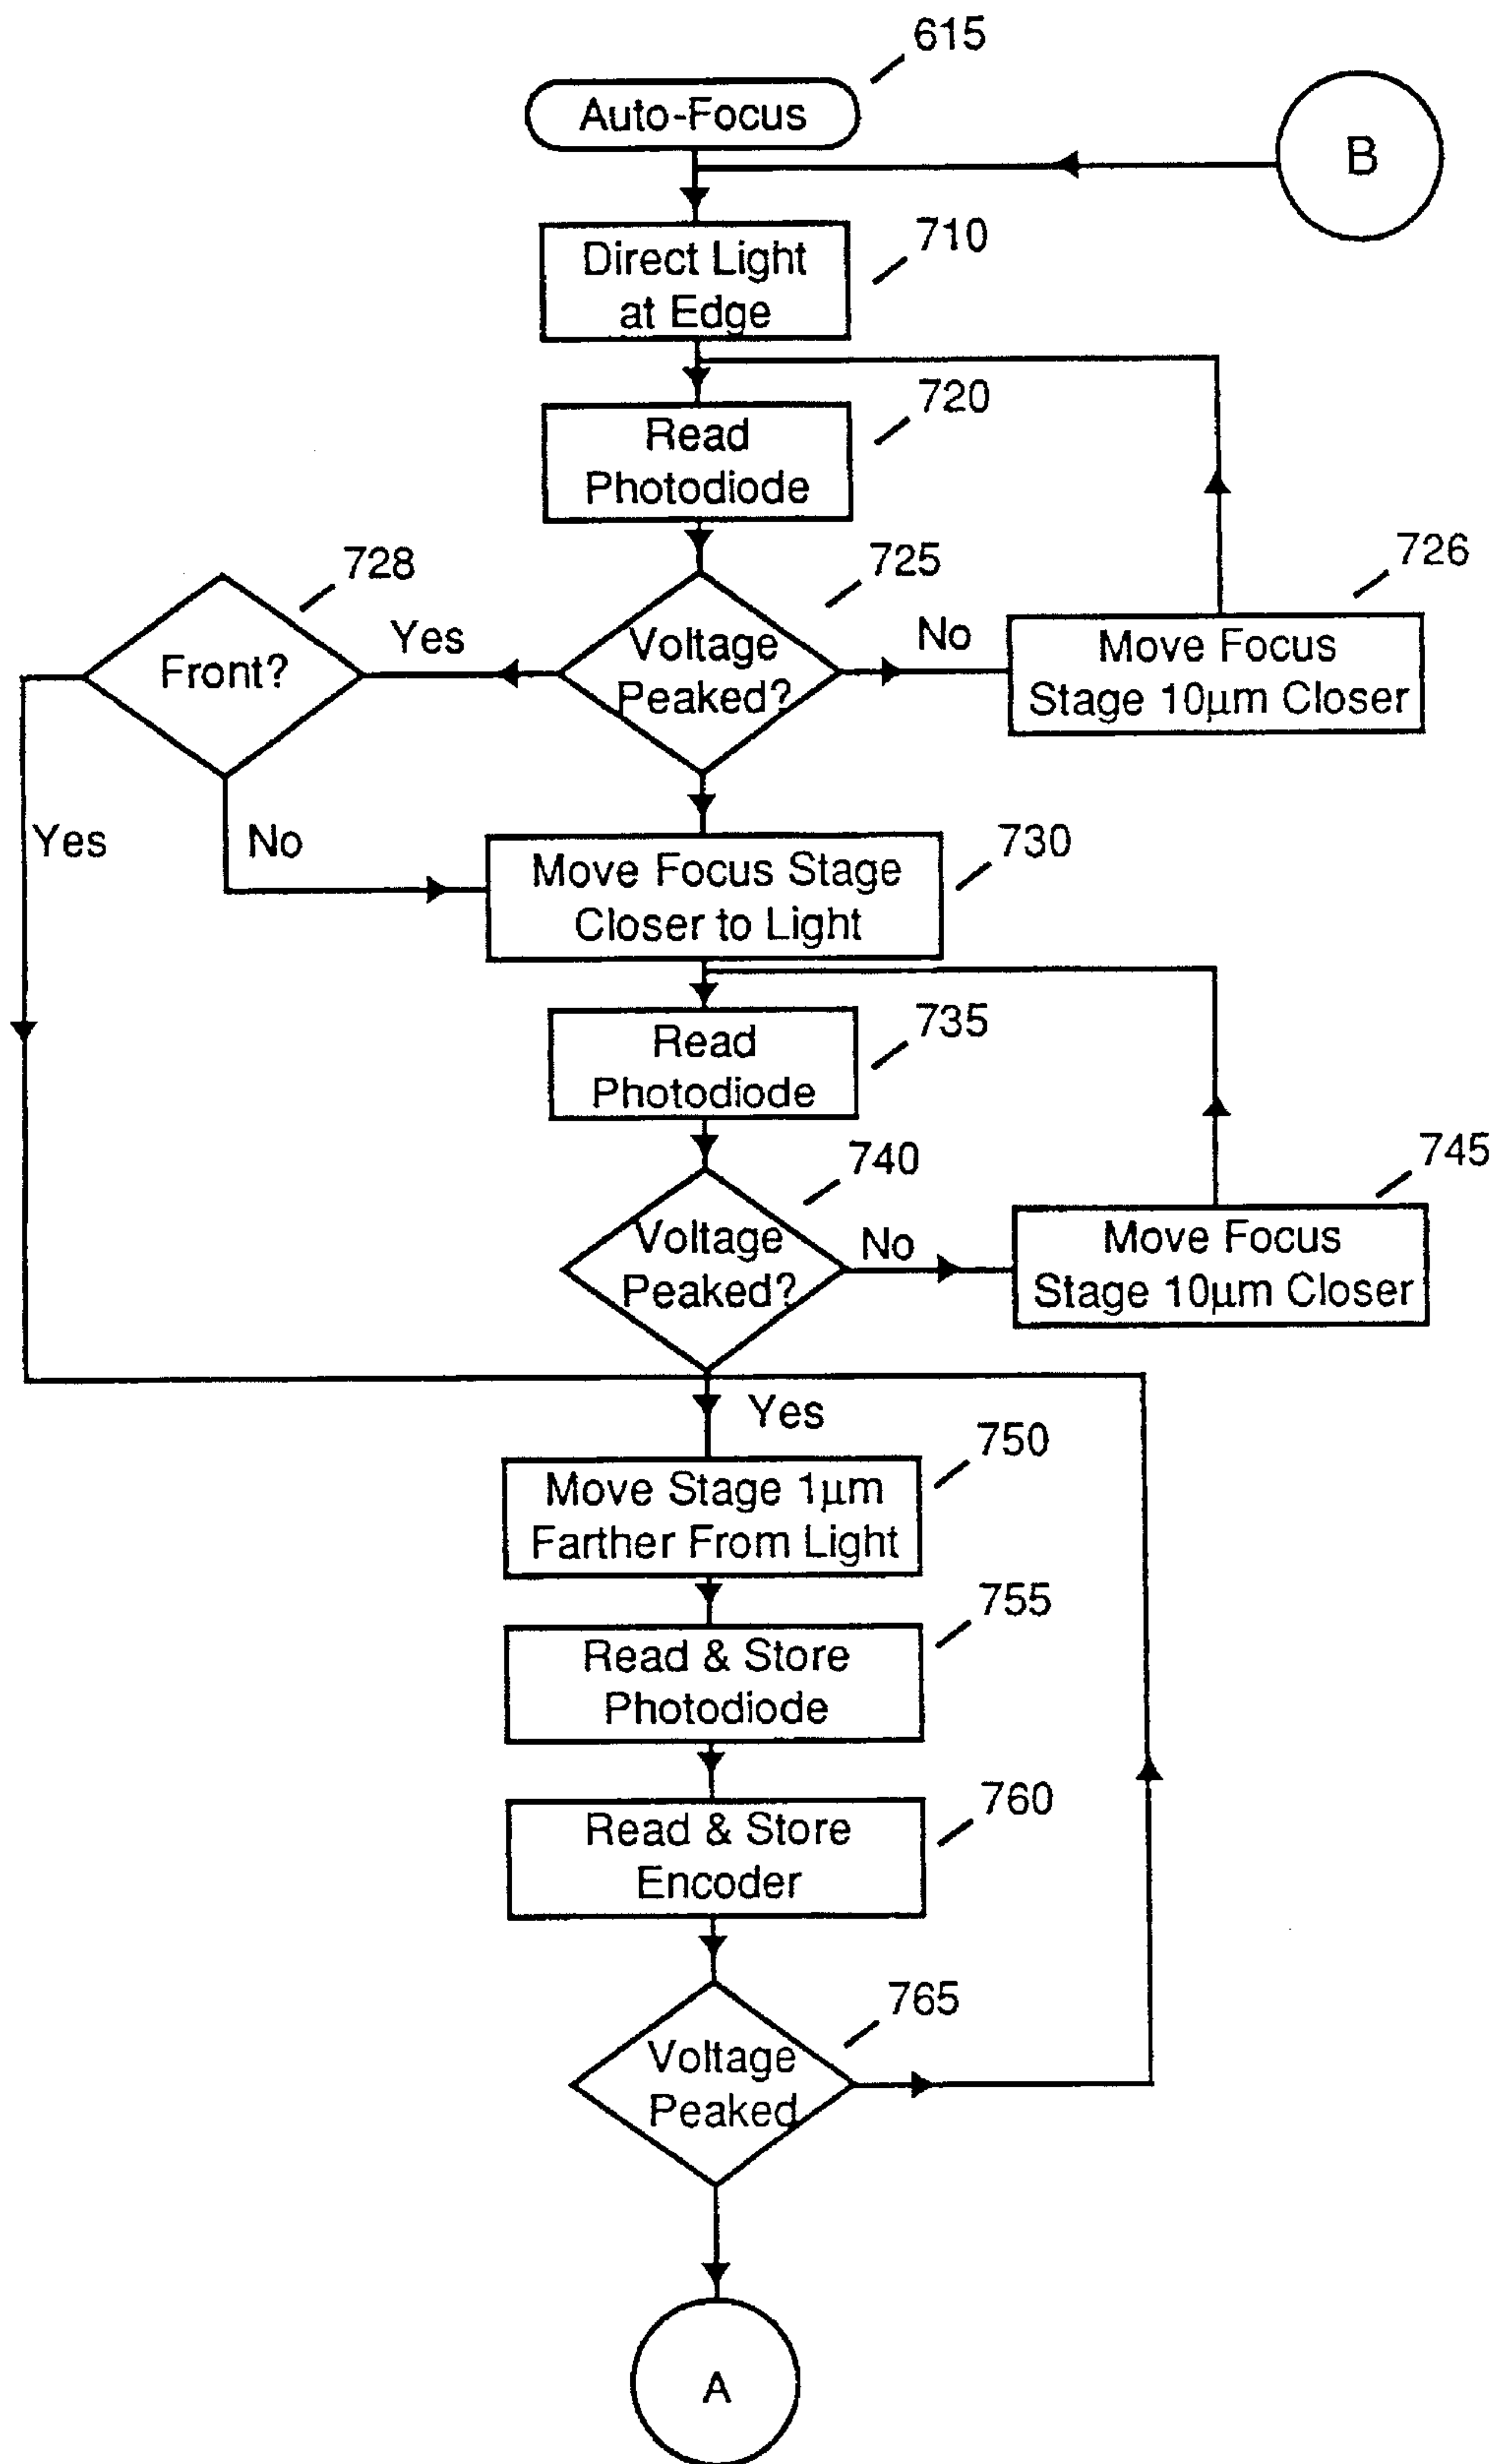 615
Auto-Focus
B
710
Direct Light
at Edge
720
Read
Photodiode
728
725
726
Front?
Yes
Voltage
Peaked?
No
Move Focus
Stage 10µm Closer
Yes
No
730
Move Focus Stage
Closer to Light
735
Read
Photodiode
740
745
Voltage
Peaked?
No
Move Focus
Stage 10µm Closer
Yes
750
Move Stage 1µm
Farther From Light
755
Read & Store
Photodiode
760
Read & Store
Encoder
765
Voltage
Peaked
A